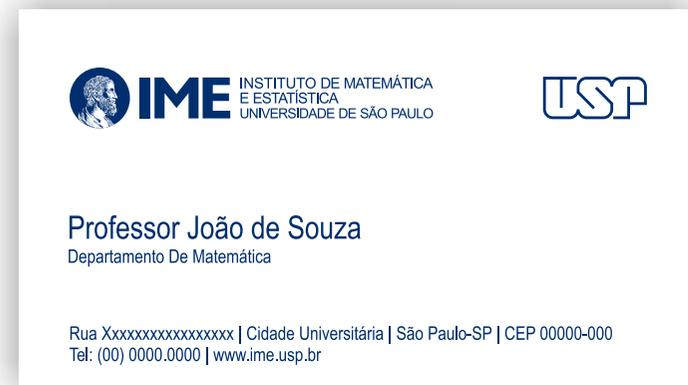 IME
INSTITUTO DE MATEMÁTICA
E ESTATÍSTICA
UNIVERSIDADE DE SÃO PAULO
USP
Professor João de Souza
Departamento De Matemática
Rua Xxxxxxxxxxxxxxxxx | Cidade Universitária | São Paulo-SP | CEP 00000-000
Tel: (00) 0000.0000 | www.ime.usp.br